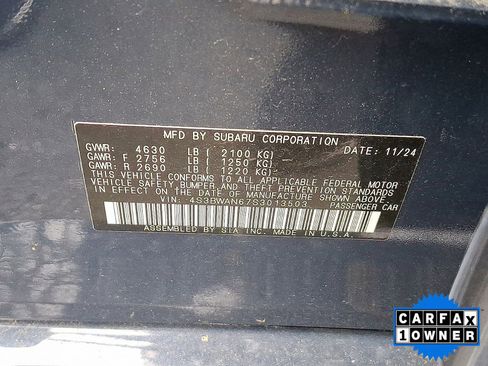 MFD BY SUBARU CORPORATION
GVWR: 4630 LB ( 2100 KG) DATE: 11/24
GAWR: F 2756 LB ( 1250 KG)
GAWR: R 2690 LB ( 1220 KG)
THIS VEHICLE CONFORMS TO ALL APPLICABLE FEDERAL MOTOR
VEHICLE SAFETY, BUMPER, AND THEFT PREVENTION STANDARDS
IN EFFECT ON THE DATE OF MANUFACTURE SHOWN ABOVE.
VIN: 4S3BWAN67S3013503 PASSENGER CAR
ASSEMBLED BY SIA INC. IN U.S.A.
CARFAX
1 OWNER